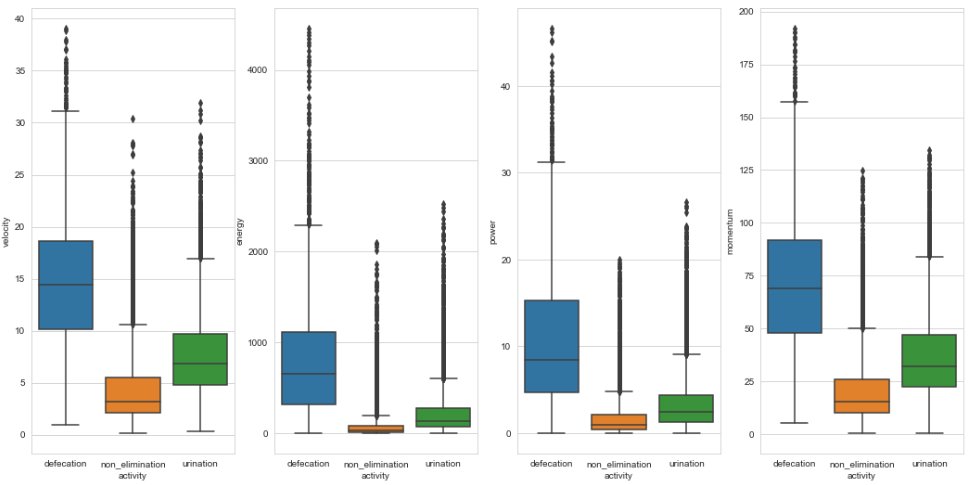 velocity
40
35
30
25
20
15
10
5
0
defecation non_elimination urination
activity
energy
4000
3000
2000
1000
0
defecation non_elimination urination
activity
power
40
30
20
10
0
defecation non_elimination urination
activity
momentum
200
175
150
125
100
75
50
25
0
defecation non_elimination urination
activity